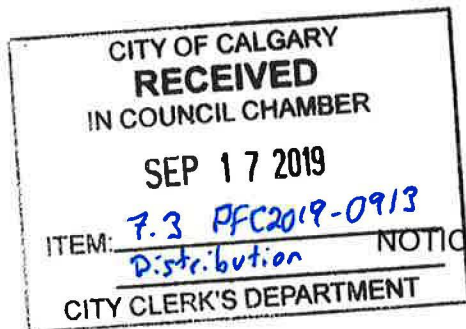 CITY OF CALGARY
RECEIVED
IN COUNCIL CHAMBER
SEP 17 2019
ITEM: 7.3 PFC2019-0913
Distribution
NOTIC
CITY CLERK'S DEPARTMENT